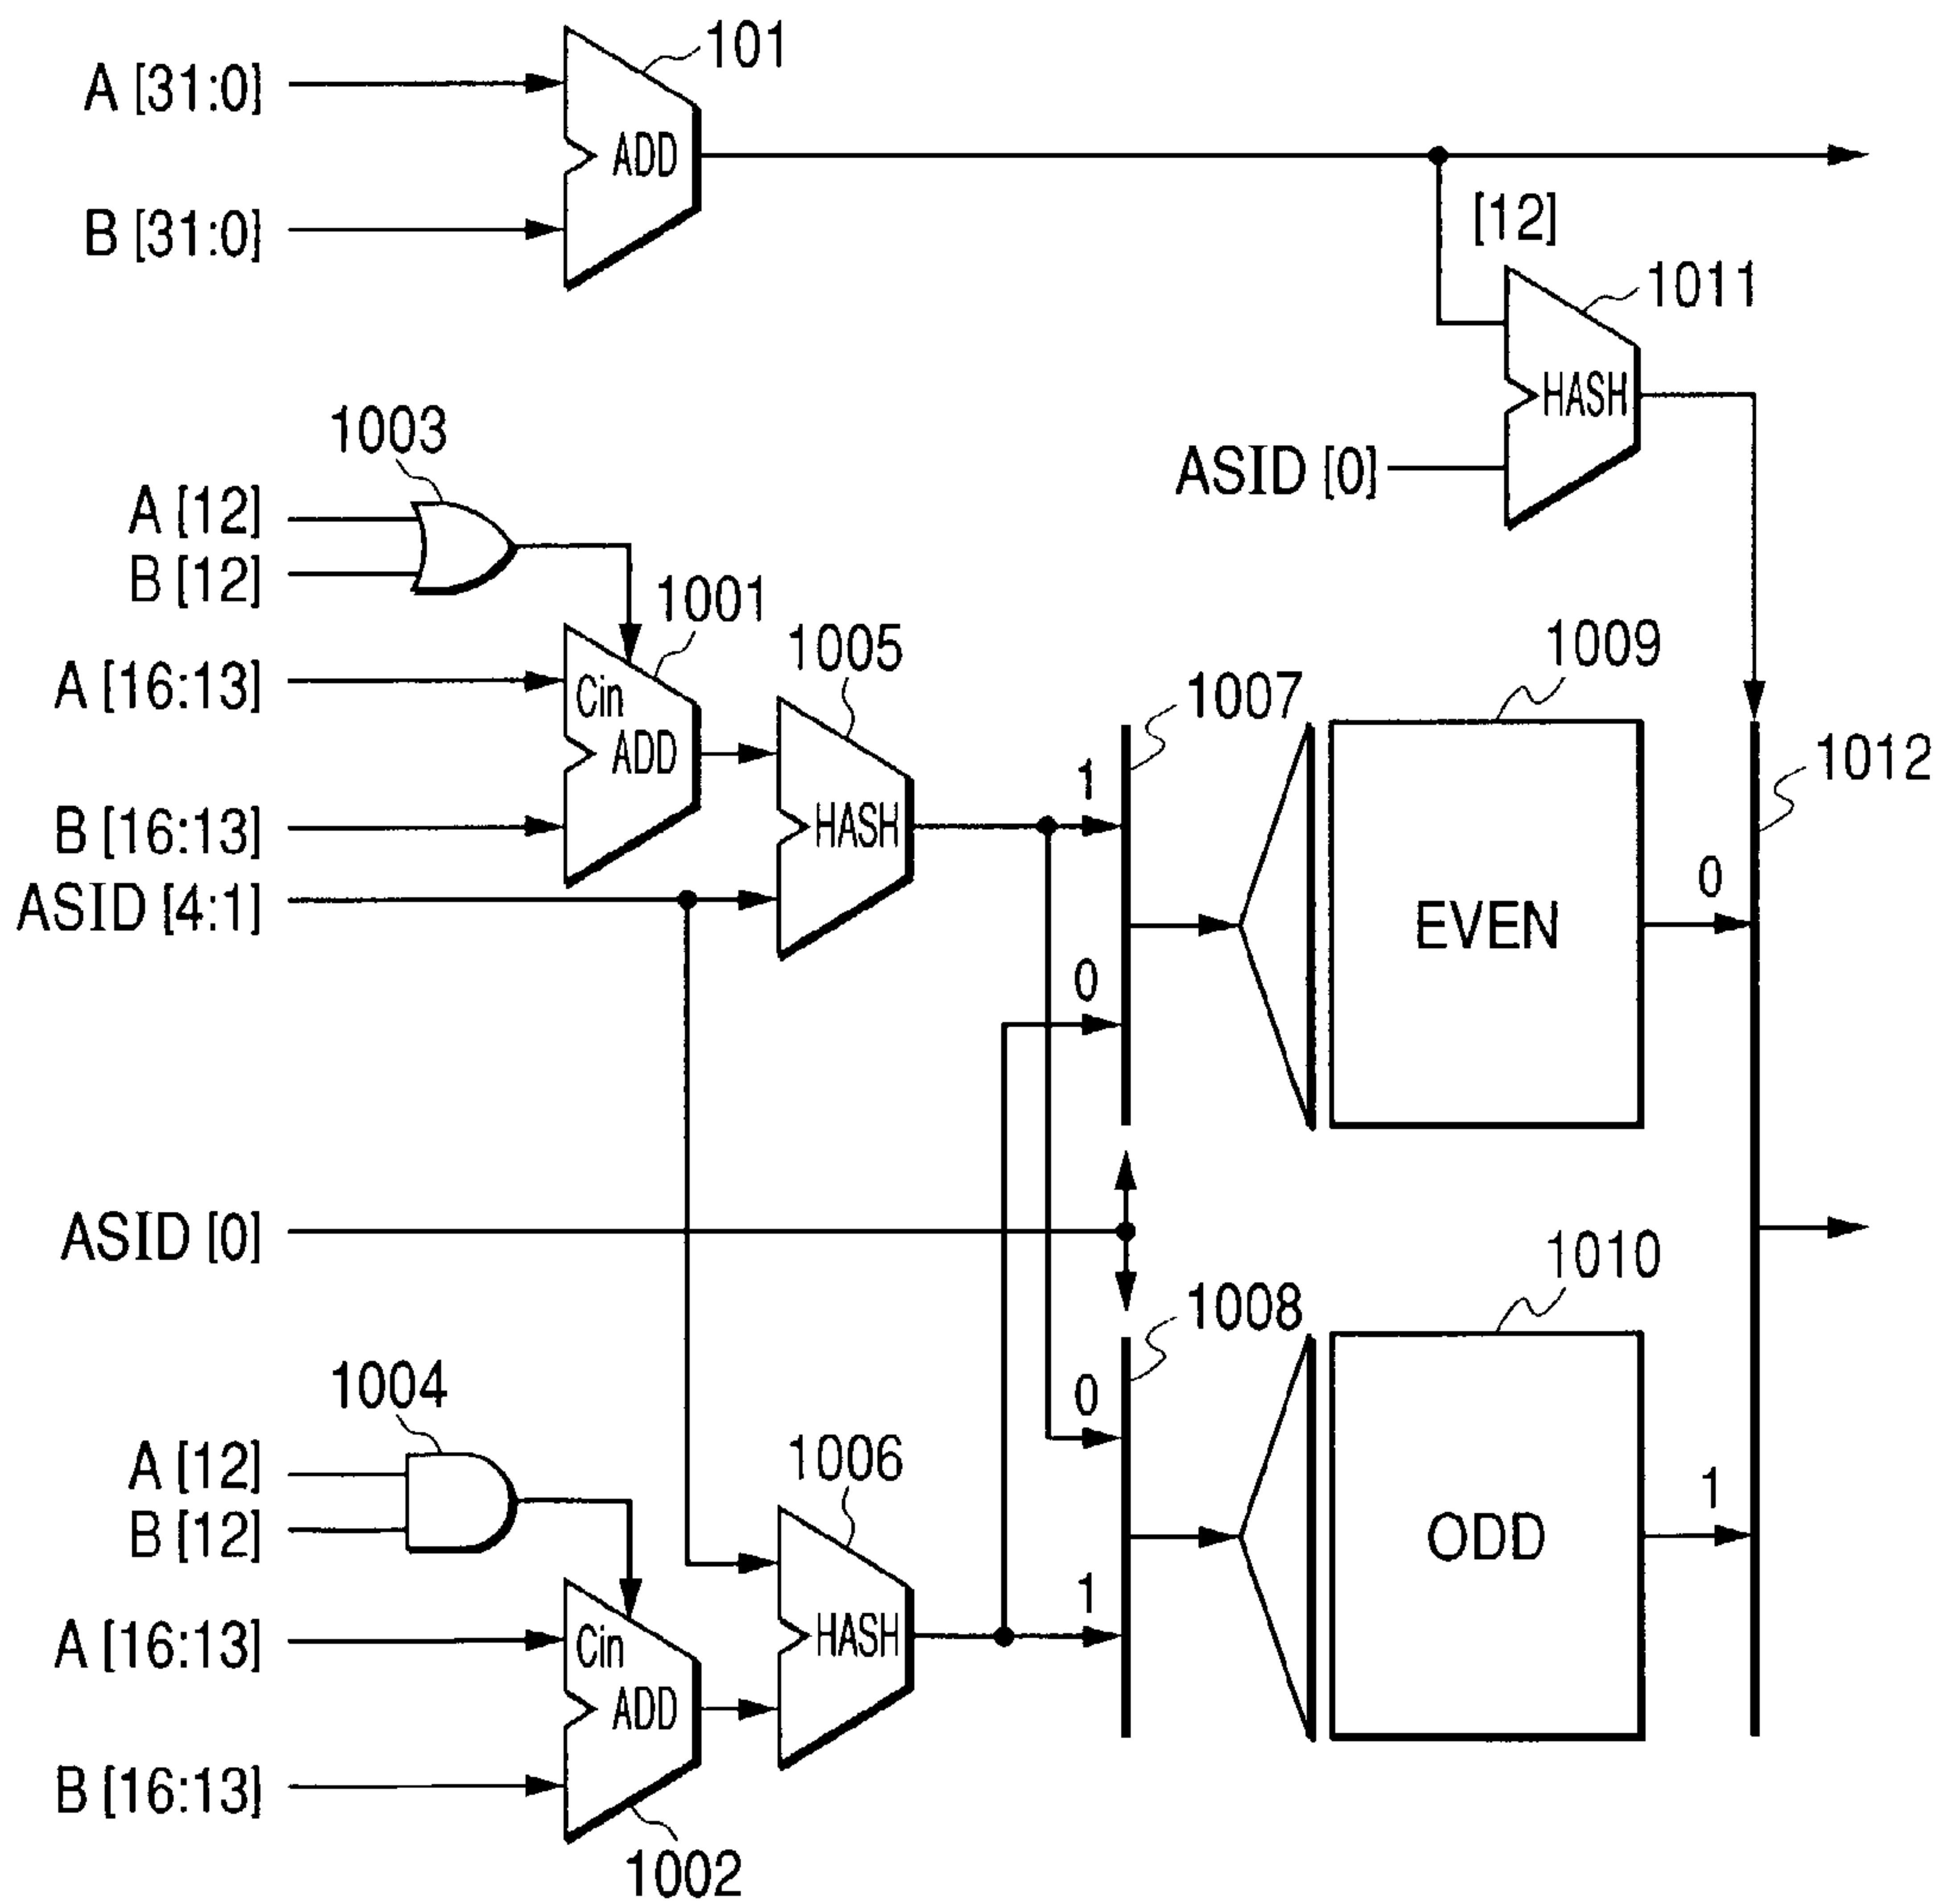 101
A [31:0]
ADD
B [31:0]
[12]
1011
HASH
ASID [0]
1003
A [12]
B [12]
1001
1005
1007
1009
A [16:13]
Cin
ADD
1
1012
B [16:13]
HASH
0
ASID [4:1]
EVEN
0
ASID [0]
1010
1008
1004
0
A [12]
1006
B [12]
1
ODD
1
A [16:13]
Cin
HASH
ADD
B [16:13]
1002